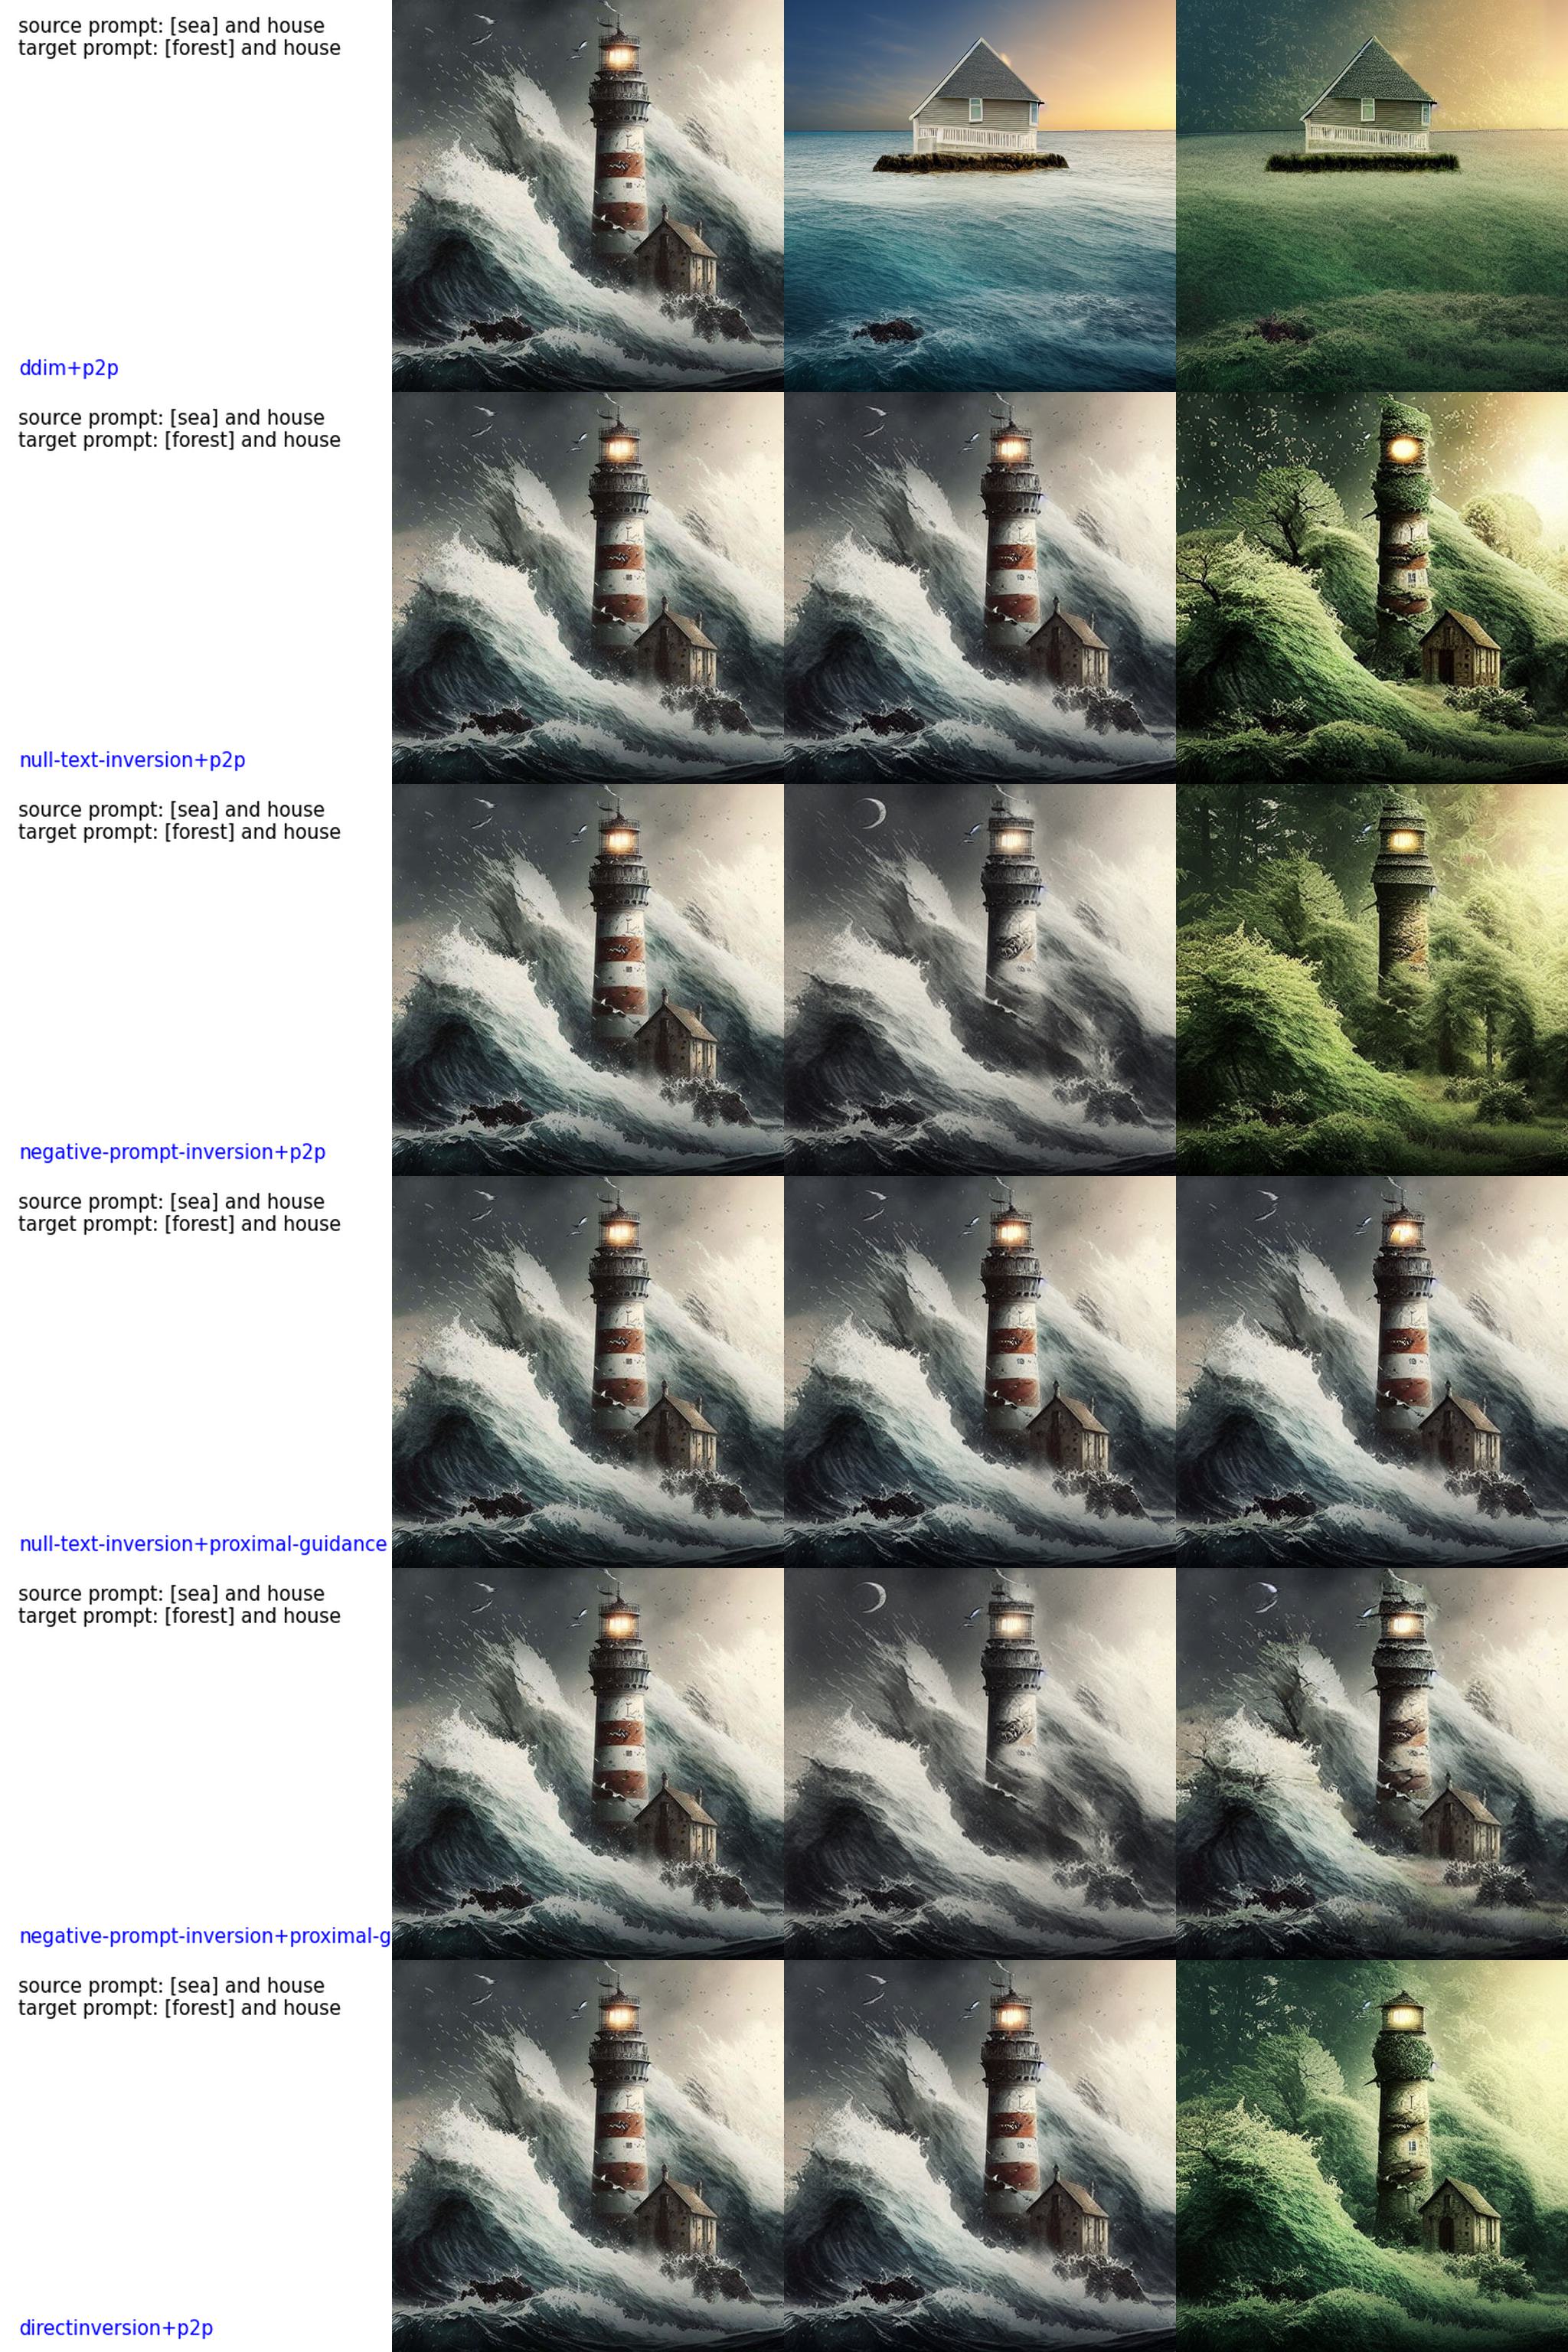 source prompt: [sea] and house
target prompt: [forest] and house
ddim+p2p
source prompt: [sea] and house
target prompt: [forest] and house
null-text-inversion+p2p
source prompt: [sea] and house
target prompt: [forest] and house
negative-prompt-inversion+p2p
source prompt: [sea] and house
target prompt: [forest] and house
null-text-inversion+proximal-guidance
source prompt: [sea] and house
target prompt: [forest] and house
negative-prompt-inversion+proximal-g
source prompt: [sea] and house
target prompt: [forest] and house
directinversion+p2p